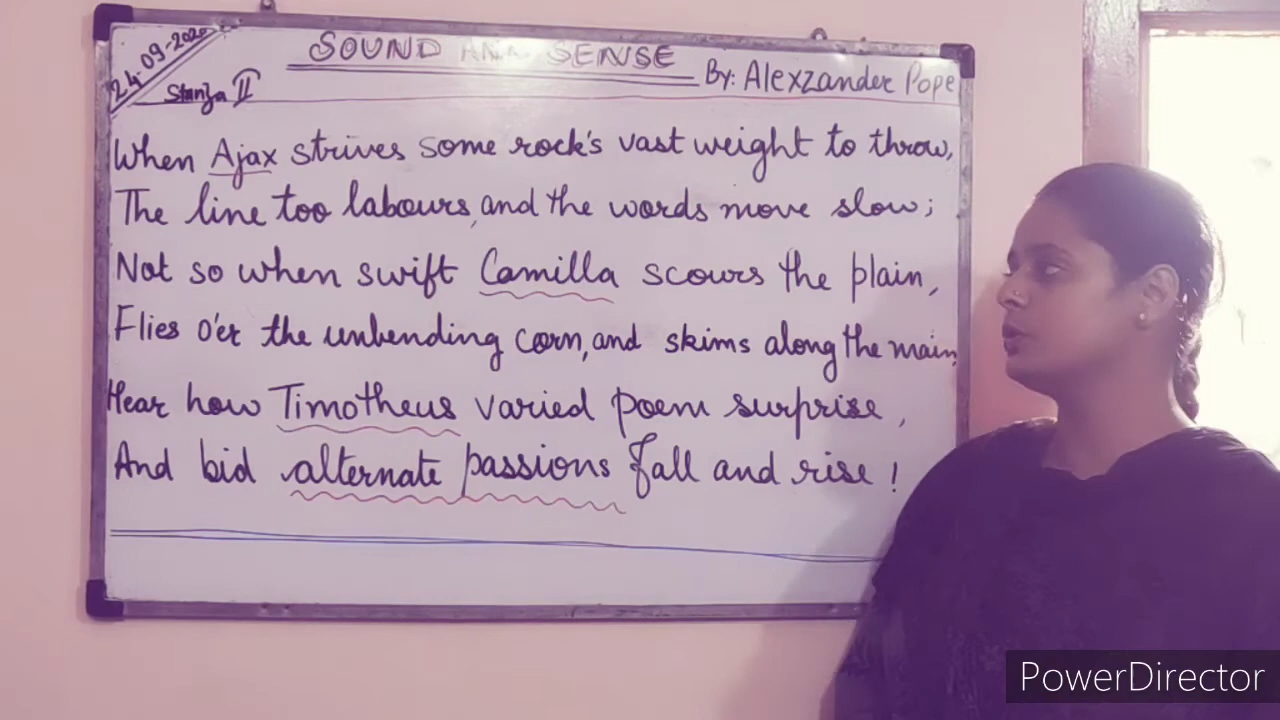 24.09-2020
SOUND AND SENSE
By: Alexzander Pope
Stanza II
When Ajax strives some rock's vast weight to throw,
The line too labours, and the words move slow;
Not so when swift Camilla scours the plain,
Flies o'er the unbending corn, and skims along the main.
Hear how Timotheus varied poem surprise,
And bid alternate passions fall and rise!
PowerDirector